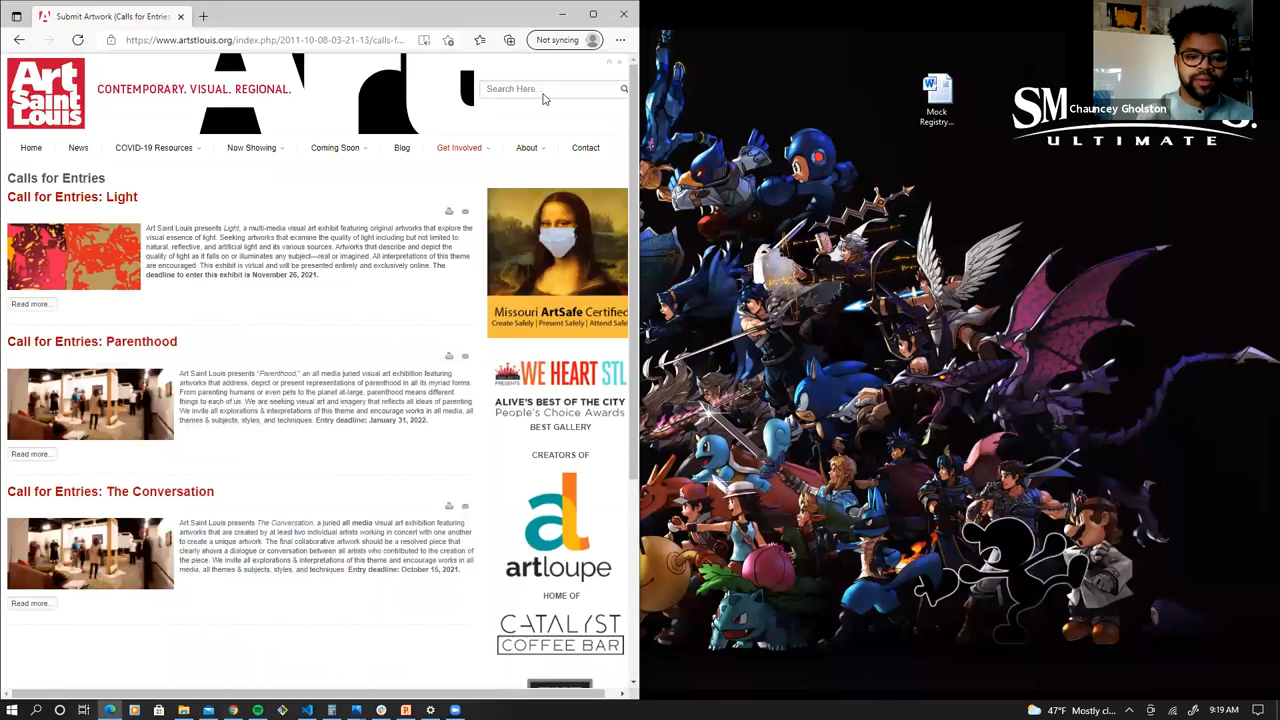 Submit Artwork (Calls for Entries
https://www.artstlouis.org/index.php/2011-10-08-03-21-13/calls-f...
Not syncing
Art
Saint
Louis
CONTEMPORARY. VISUAL. REGIONAL.
Art
Search Here...
Home
News
COVID-19 Resources
Now Showing
Coming Soon
Blog
Get Involved
About
Contact
Calls for Entries
Call for Entries: Light
Art Saint Louis presents Light, a multi-media visual art exhibit featuring original artworks that explore the
visual essence of light. Seeking artworks that examine the quality of light including but not limited to:
natural, reflective, and artificial light and its various sources. Artworks that describe and depict the
quality of light as it falls on or illuminates any subject—real or imagined. All interpretations of this theme
are encouraged. This exhibit is virtual and will be presented entirely and exclusively online. The
deadline to enter this exhibit is November 26, 2021.
Read more...
Call for Entries: Parenthood
Art Saint Louis presents "Parenthood," an all media juried visual art exhibition featuring
artworks that address, depict or present representations of parenthood in all its myriad forms.
From parenting humans or even pets to the planet at-large, parenthood means different
things to each of us. We are seeking visual art and imagery that reflects all ideas of parenting.
We invite all explorations & interpretations of this theme and encourage works in all media, all
themes & subjects, styles, and techniques. Entry deadline: January 31, 2022.
Read more...
Call for Entries: The Conversation
Art Saint Louis presents The Conversation, a juried all media visual art exhibition featuring
artworks that are created by at least two individual artists working in concert with one another
to create a unique artwork. The final collaborative artwork should be a resolved piece that
clearly shows a dialogue or conversation between all artists who contributed to the creation of
the piece. We invite all explorations & interpretations of this theme and encourage works in all
media, all themes & subjects, styles, and techniques. Entry deadline: October 15, 2021.
Read more...
Missouri ArtSafe Certified
Create Safely | Present Safely | Attend Safe
PRESENTS
WE HEART STL
ALIVE'S BEST OF THE CITY
People's Choice Awards
BEST GALLERY
CREATORS OF
al
artloupe
HOME OF
CATALYST
COFFEE BAR
Mock
Registry...
SM
S.
ULTIMATE
Chauncey Gholston
47°F Mostly cl...
9:19 AM